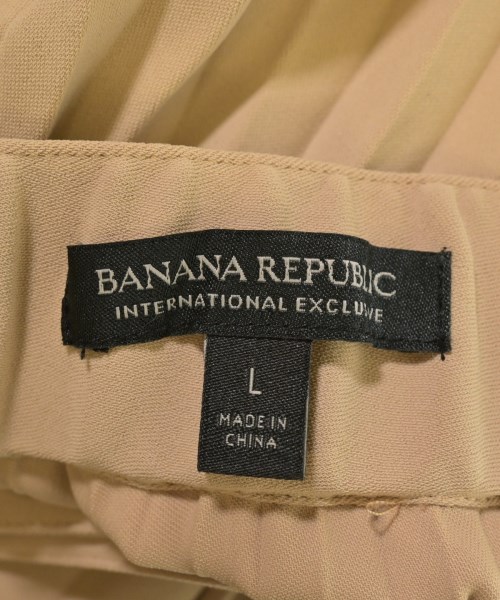 BANANA REPUBLIC
INTERNATIONAL EXCLUSIVE
L
MADE IN
CHINA